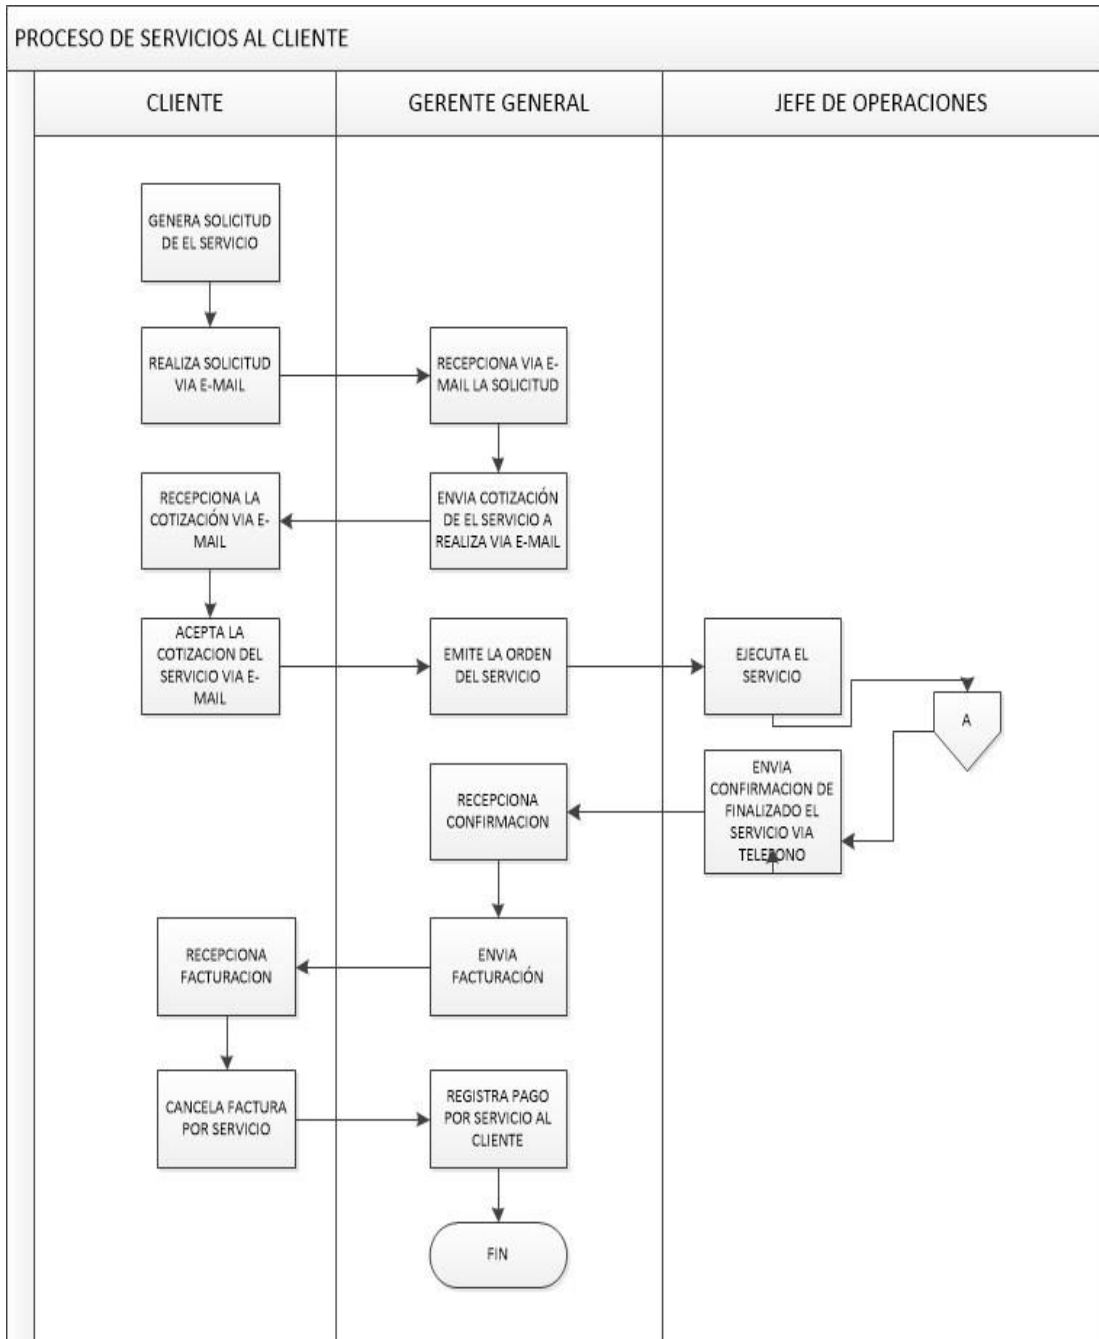 PROCESO DE SERVICIOS AL CLIENTE
CLIENTE
GERENTE GENERAL
JEFE DE OPERACIONES
GENERA SOLICITUD
DE EL SERVICIO
REALIZA SOLICITUD
VIA E-MAIL
RECEPCIONA VIA E-
MAIL LA SOLICITUD
RECEPCIONA LA
COTIZACIÓN VIA E-
MAIL
ENVIA COTIZACIÓN
DE EL SERVICIO A
REALIZA VIA E-MAIL
ACEPTA LA
COTIZACION DEL
SERVICIO VIA E-
MAIL
EMITE LA ORDEN
DEL SERVICIO
EJECUTA EL
SERVICIO
A
RECEPCIONA
CONFIRMACION
ENVIA
CONFIRMACION DE
FINALIZADO EL
SERVICIO VIA
TELEFONO
RECEPCIONA
FACTURACION
ENVIA
FACTURACIÓN
CANCELA FACTURA
POR SERVICIO
REGISTRA PAGO
POR SERVICIO AL
CLIENTE
FIN